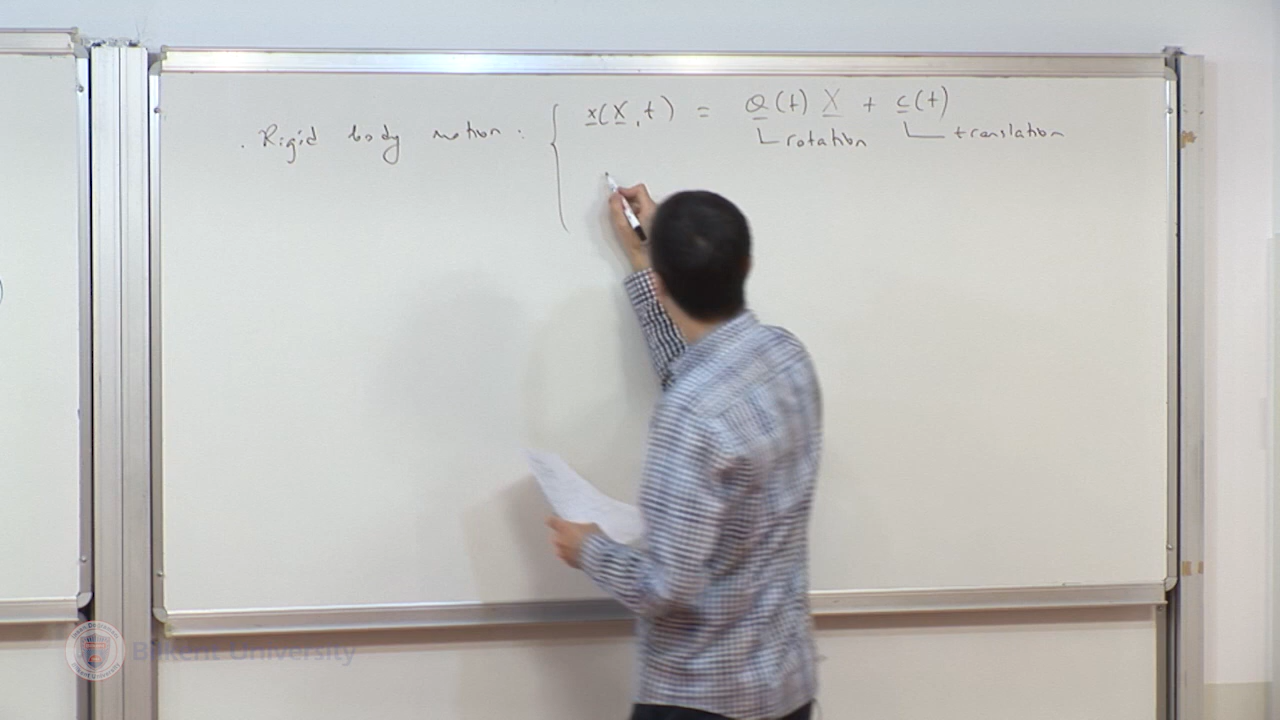 . Rigid body motion : { x(X,t) = Q(t) X + c(t)
rotation
translation
Bilkent University